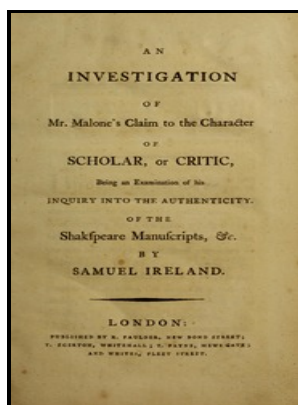 AN
INVESTIGATION
OF
Mr. Malone's Claim to the Character
OF
SCHOLAR, or CRITIC,
Being an Examination of his
INQUIRY INTO THE AUTHENTICITY.
OF THE
Shakſpeare Manuſcripts, &c.
BY
SAMUEL IRELAND.
LONDON:
PUBLISHED BY R. FAULDER, NEW BOND STREET;
T. EGERTON, WHITEHALL; T. PAYNE, MEWS GATE;
AND WHITES, FLEET STREET.